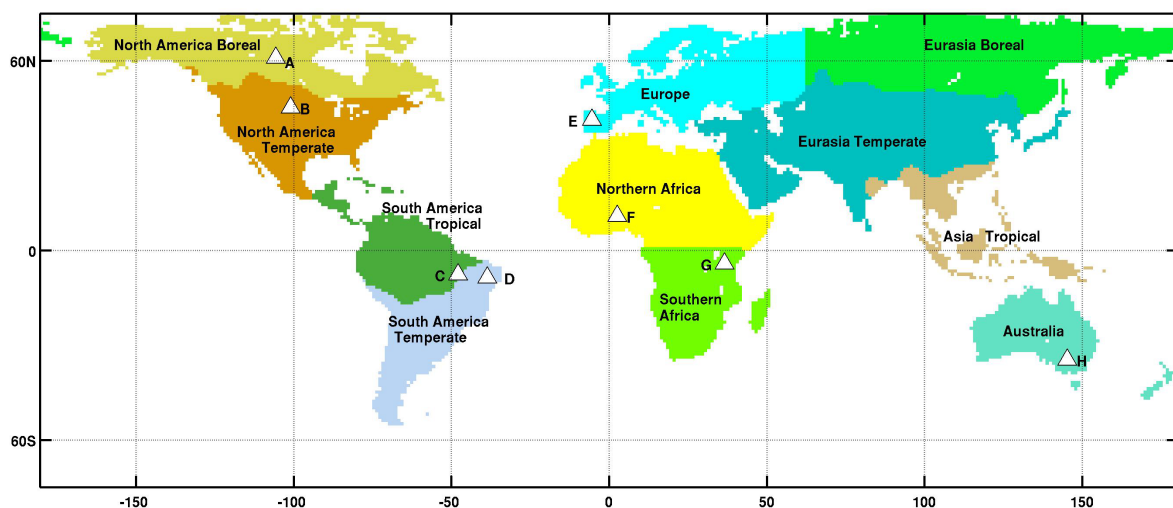 60N
0
60S
-150
-100
-50
0
50
100
150
North America Boreal
A
B
North America
Temperate
South America
Tropical
C
D
South America
Temperate
Europe
E
Eurasia Boreal
Eurasia Temperate
Northern Africa
F
G
Southern
Africa
Asia Tropical
Australia
H